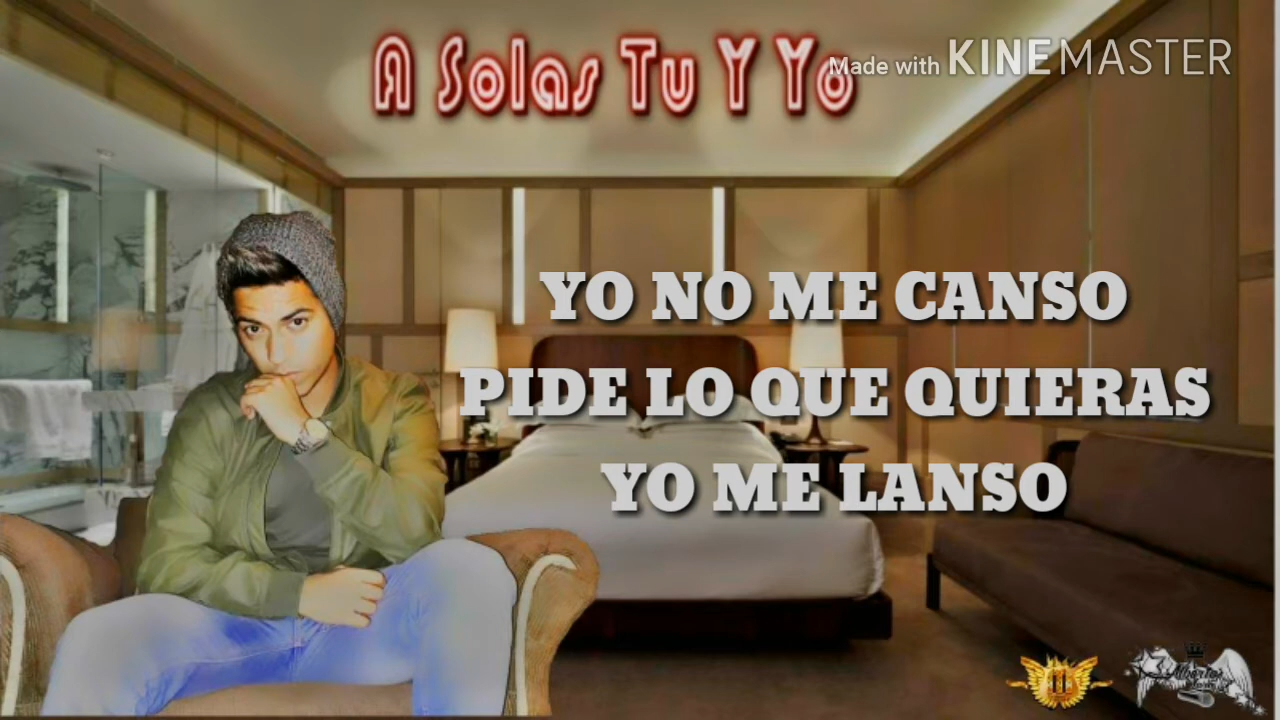 A Solas Tu Y Yo
Made with KINEMASTER
YO NO ME CANSO
PIDE LO QUE QUIERAS
YO ME LANSO